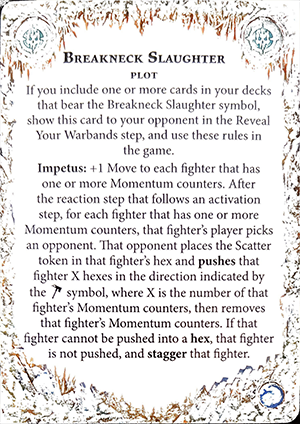 BREAKNECK SLAUGHTER
PLOT
If you include one or more cards in your decks
that bear the Breakneck Slaughter symbol,
show this card to your opponent in the Reveal
Your Warbands step, and use these rules in
the game.
Impetus: +1 Move to each fighter that has
one or more Momentum counters. After
the reaction step that follows an activation
step, for each fighter that has one or more
Momentum counters, that fighter's player picks
an opponent. That opponent places the Scatter
token in that fighter's hex and pushes that
fighter X hexes in the direction indicated by
the symbol, where X is the number of that
fighter's Momentum counters, then removes
that fighter's Momentum counters. If that
fighter cannot be pushed into a hex, that fighter
is not pushed, and stagger that fighter.